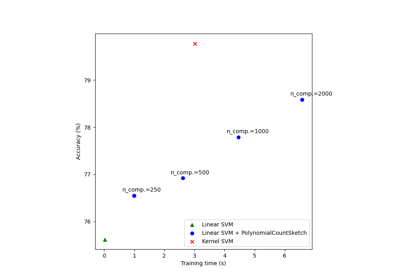 79
78
77
76
Accuracy (%)
n_comp.=2000
n_comp.=1000
n_comp.=500
n_comp.=250
Linear SVM
Linear SVM + PolynomialCountSketch
Kernel SVM
0 1 2 3 4 5 6
Training time (s)